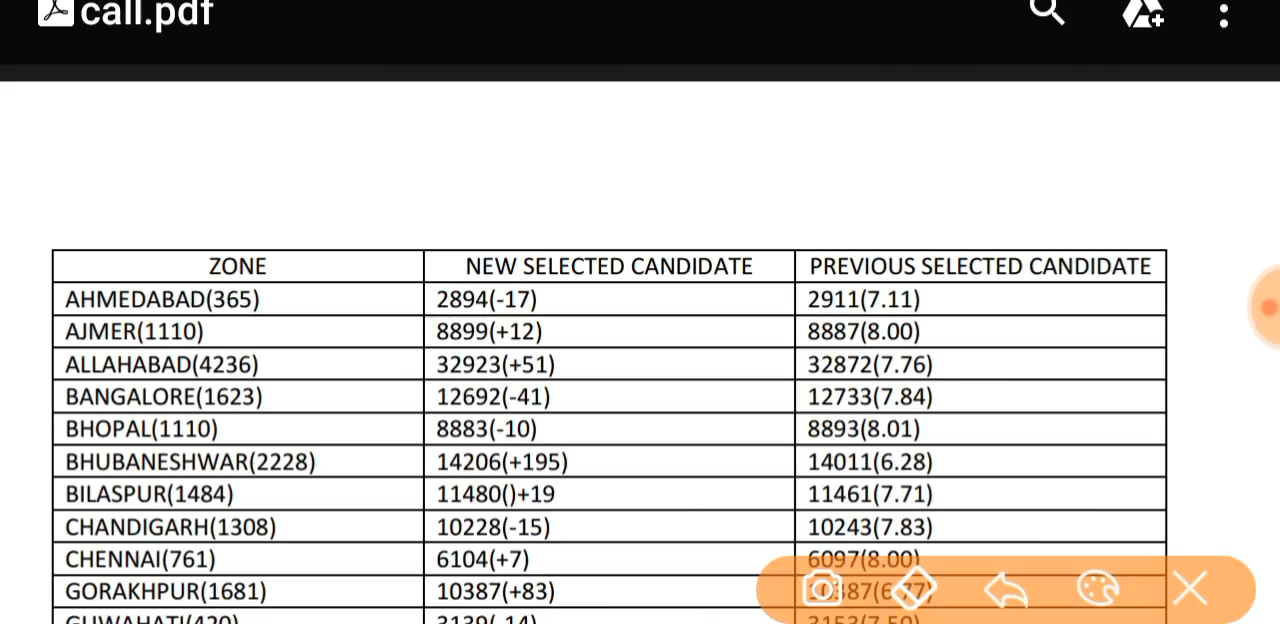 call.pdf
ZONE NEW SELECTED CANDIDATE PREVIOUS SELECTED CANDIDATE
AHMEDABAD(365) 2894(-17) 2911(7.11)
AJMER(1110) 8899(+12) 8887(8.00)
ALLAHABAD(4236) 32923(+51) 32872(7.76)
BANGALORE(1623) 12692(-41) 12733(7.84)
BHOPAL(1110) 8883(-10) 8893(8.01)
BHUBANESHWAR(2228) 14206(+195) 14011(6.28)
BILASPUR(1484) 11480()+19 11461(7.71)
CHANDIGARH(1308) 10228(-15) 10243(7.83)
CHENNAI(761) 6104(+7) 6097(8.00)
GORAKHPUR(1681) 10387(+83)